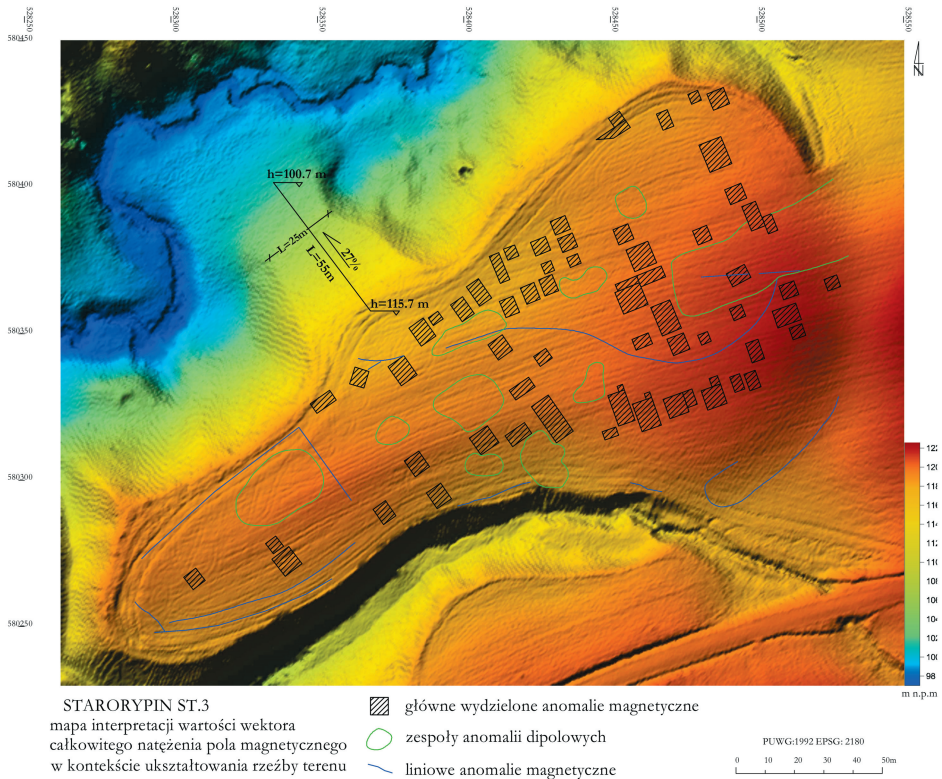 528250
528300
528350
528400
528450
528500
528550
580450
580400
580350
580300
580250
N
h=100.7 m
L=25m
27%
L=55m
h=115.7 m
122
120
118
116
114
112
110
108
106
104
102
100
98
m n.p.m
STARORYPIN ST.3
mapa interpretacji wartości wektora
całkowitego natężenia pola magnetycznego
w kontekście ukształtowania rzeźby terenu
główne wydzielone anomalie magnetyczne
zespoły anomalii dipolowych
liniowe anomalie magnetyczne
PUWG:1992 EPSG: 2180
0 10 20 30 40 50m